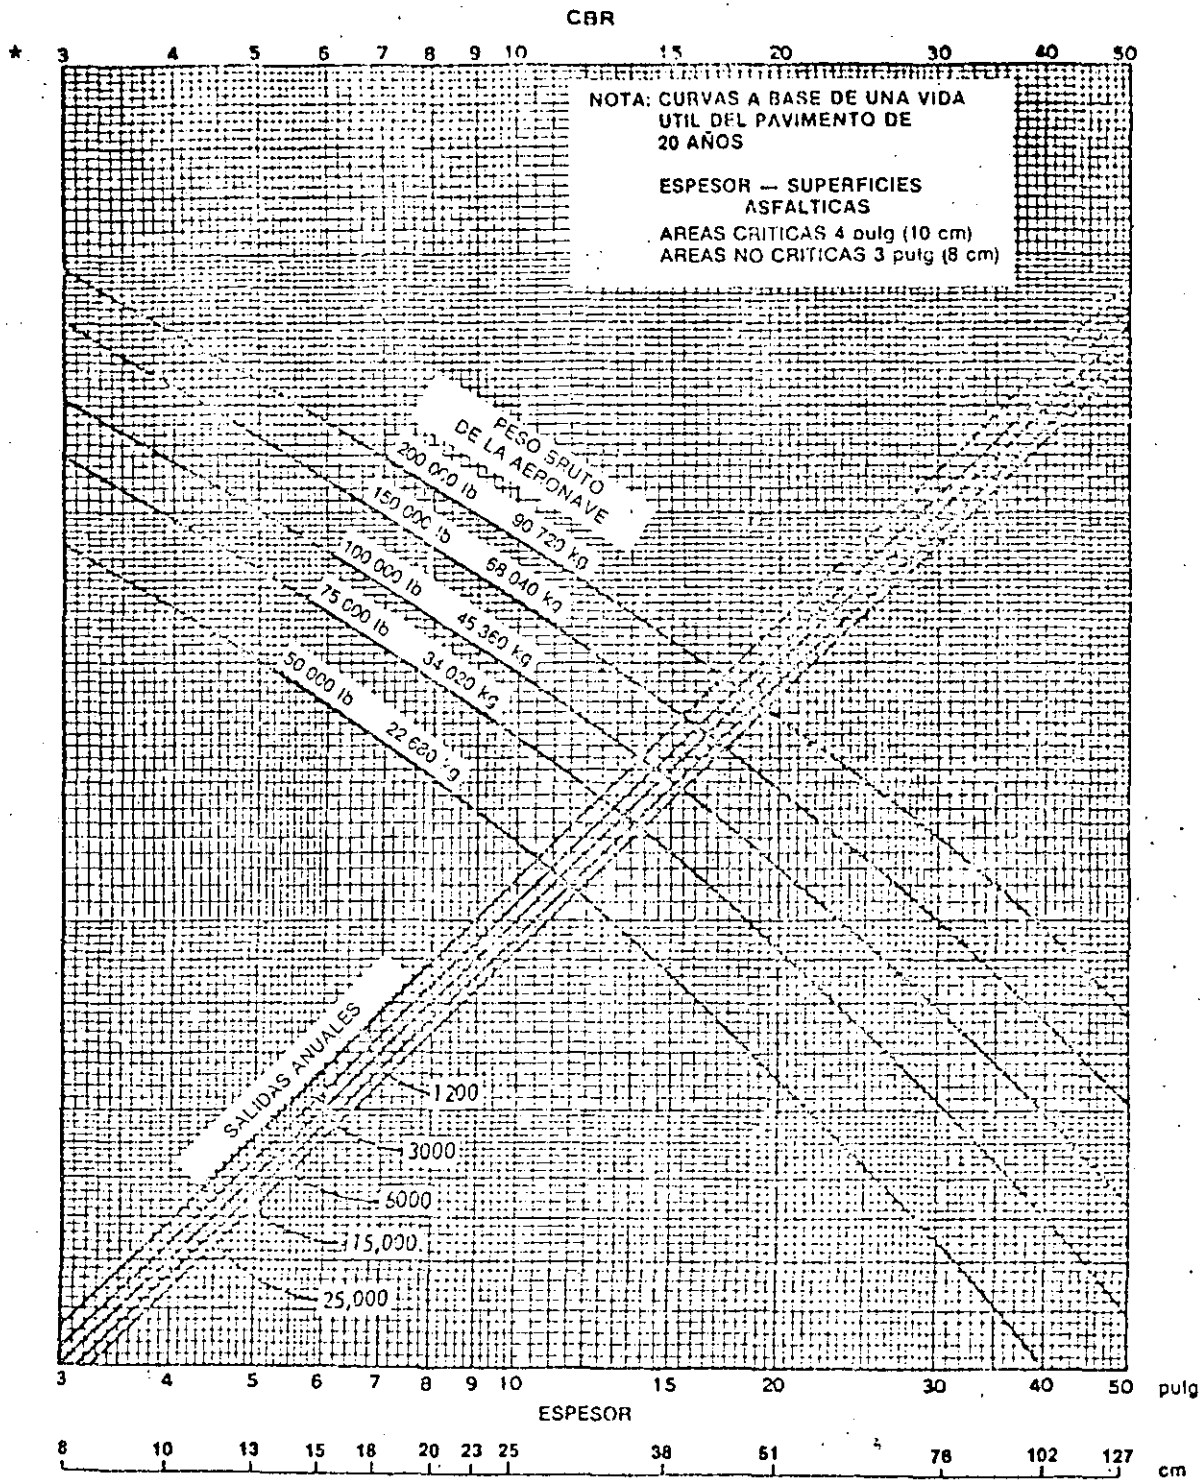 CBR
* 3 4 5 6 7 8 9 10 15 20 30 40 50
NOTA: CURVAS A BASE DE UNA VIDA
UTIL DEL PAVIMENTO DE
20 AÑOS
ESPESOR — SUPERFICIES
ASFALTICAS
AREAS CRITICAS 4 pulg (10 cm)
AREAS NO CRITICAS 3 pulg (8 cm)
PESO BRUTO
DE LA AERONAVE
200 000 lb 90 720 kg
150 000 lb 68 040 kg
100 000 lb 45 360 kg
75 000 lb 34 020 kg
50 000 lb 22 680 kg
SALIDAS ANUALES
1200
3000
6000
15,000
25,000
3 4 5 6 7 8 9 10 15 20 30 40 50 pulg
ESPESOR
8 10 13 15 18 20 23 25 38 51 78 102 127
cm